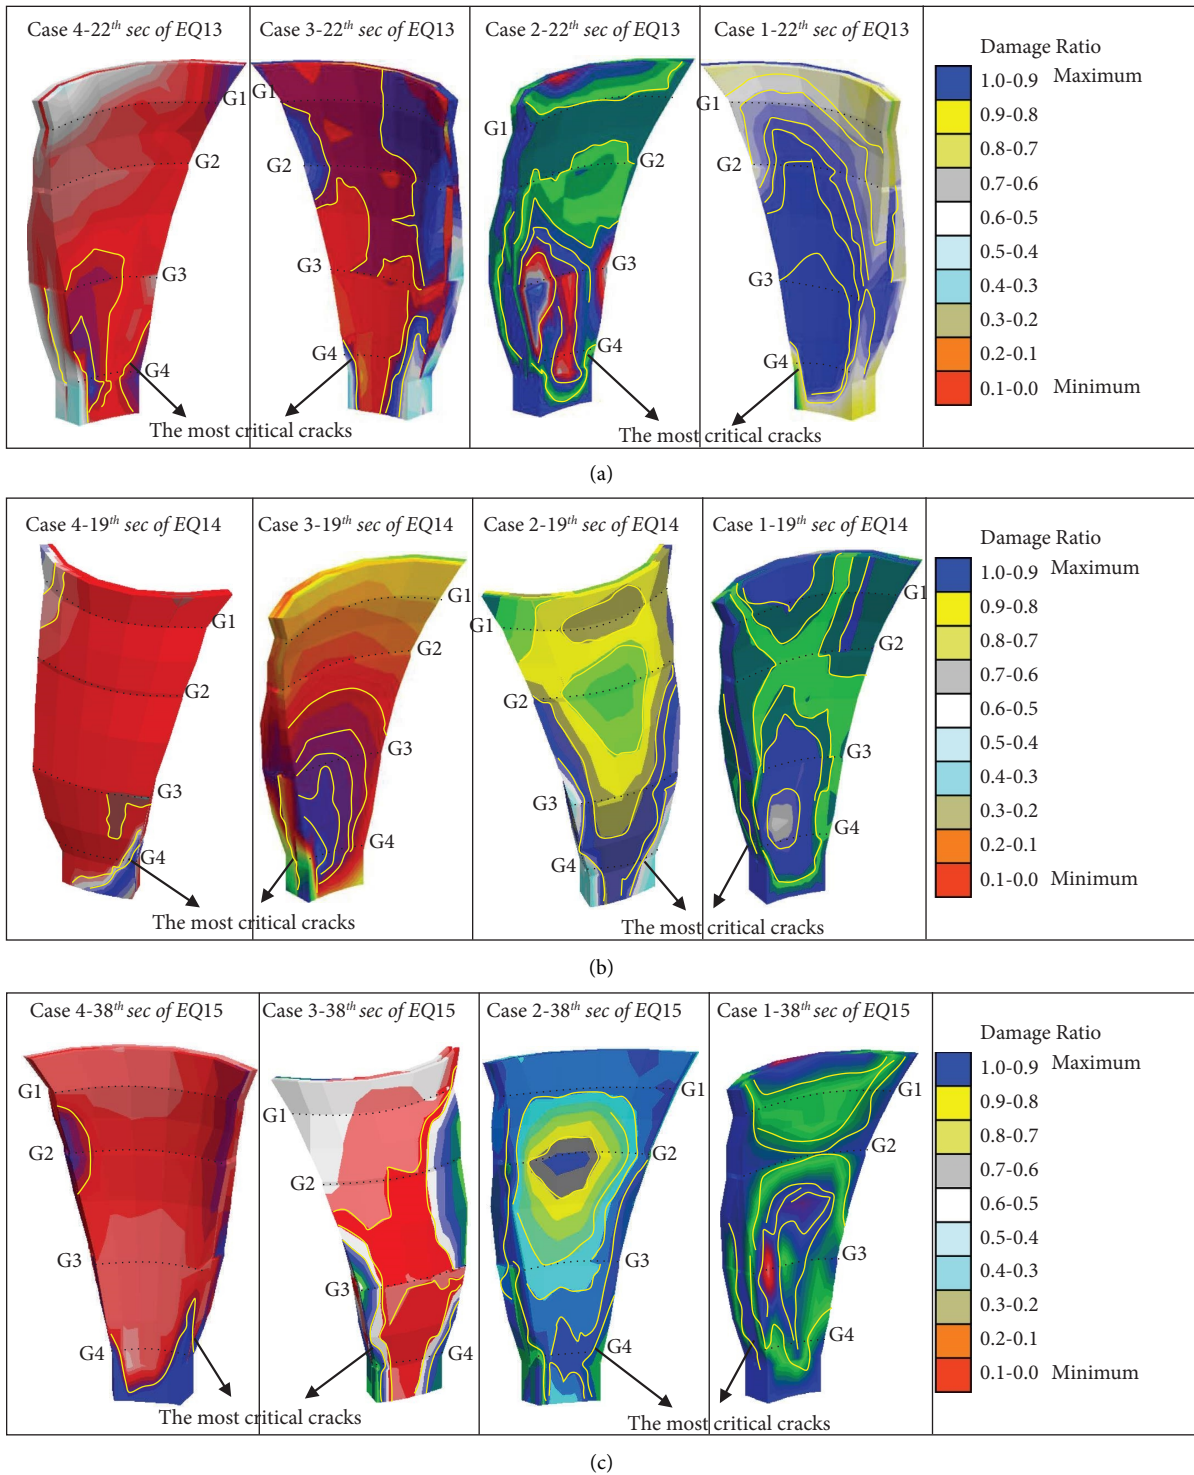 Case 4-22th sec of EQ13
Case 3-22th sec of EQ13
Case 2-22th sec of EQ13
Case 1-22th sec of EQ13
G1
G2
G3
G4
G1
G2
G3
G4
G1
G2
G3
G4
G1
G2
G3
G4
The most critical cracks
The most critical cracks
Damage Ratio
1.0-0.9 Maximum
0.9-0.8
0.8-0.7
0.7-0.6
0.6-0.5
0.5-0.4
0.4-0.3
0.3-0.2
0.2-0.1
0.1-0.0 Minimum
(a)
Case 4-19th sec of EQ14
Case 3-19th sec of EQ14
Case 2-19th sec of EQ14
Case 1-19th sec of EQ14
G1
G2
G3
G4
G1
G2
G3
G4
G1
G2
G3
G4
G1
G2
G3
G4
The most critical cracks
The most critical cracks
Damage Ratio
1.0-0.9 Maximum
0.9-0.8
0.8-0.7
0.7-0.6
0.6-0.5
0.5-0.4
0.4-0.3
0.3-0.2
0.2-0.1
0.1-0.0 Minimum
(b)
Case 4-38th sec of EQ15
Case 3-38th sec of EQ15
Case 2-38th sec of EQ15
Case 1-38th sec of EQ15
G1
G2
G3
G4
G1
G2
G3
G4
G1
G2
G3
G4
G1
G2
G3
G4
The most critical cracks
The most critical cracks
Damage Ratio
1.0-0.9 Maximum
0.9-0.8
0.8-0.7
0.7-0.6
0.6-0.5
0.5-0.4
0.4-0.3
0.3-0.2
0.2-0.1
0.1-0.0 Minimum
(c)